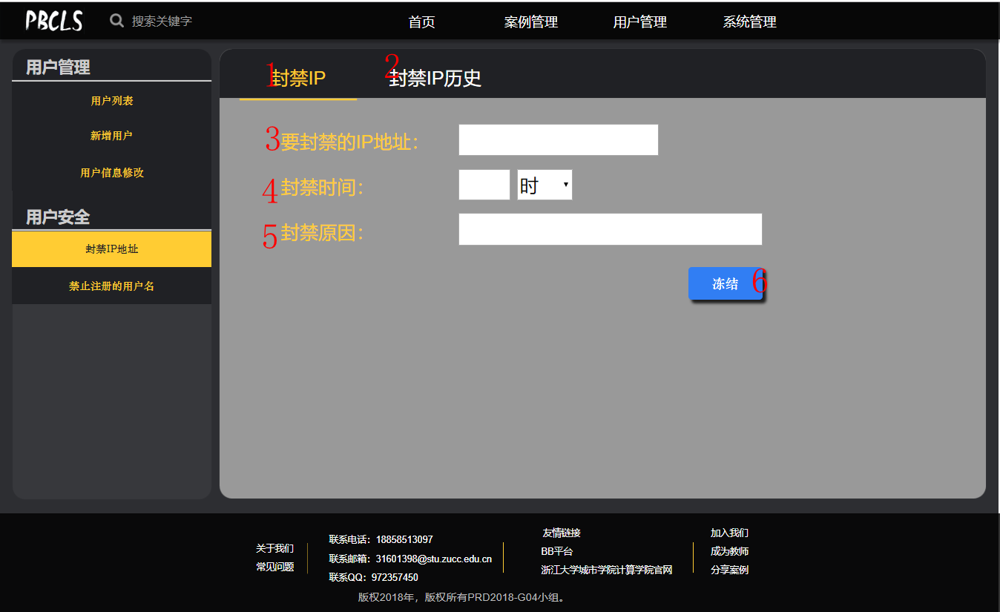 PBCLS 搜索关键字 首页 案例管理 用户管理 系统管理
用户管理
用户列表
新增用户
用户信息修改
用户安全
封禁IP地址
禁止注册的用户名
1 封禁IP 2 封禁IP历史
3 要封禁的IP地址:
4 封禁时间: 时
5 封禁原因:
冻结 6
关于我们
常见问题
联系电话：18858513097
联系邮箱：31601398@stu.zucc.edu.cn
联系QQ：972357450
友情链接
BB平台
浙江大学城市学院计算学院官网
加入我们
成为教师
分享案例
版权2018年，版权所有PRD2018-G04小组。